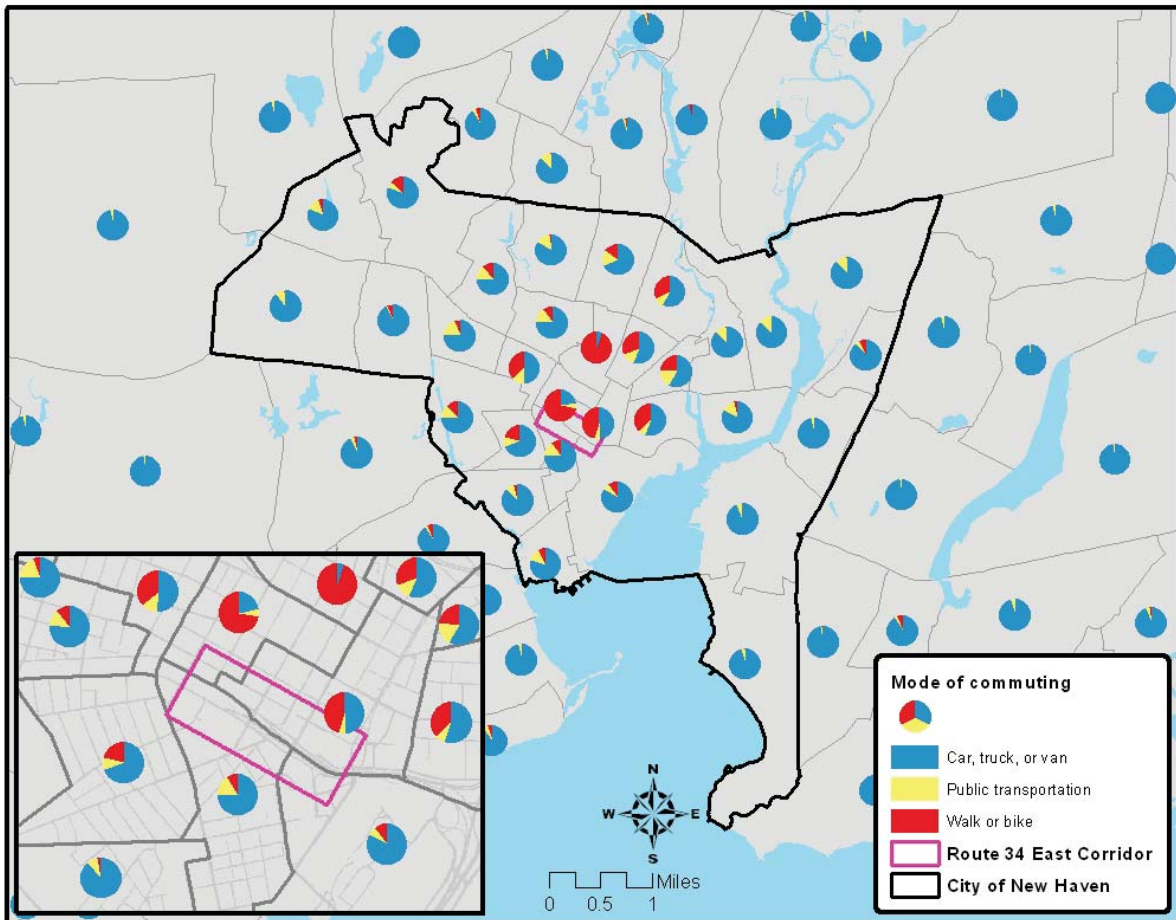 N
W
E
S
Miles
0
0.5
1
Mode of commuting
Car, truck, or van
Public transportation
Walk or bike
Route 34 East Corridor
City of New Haven